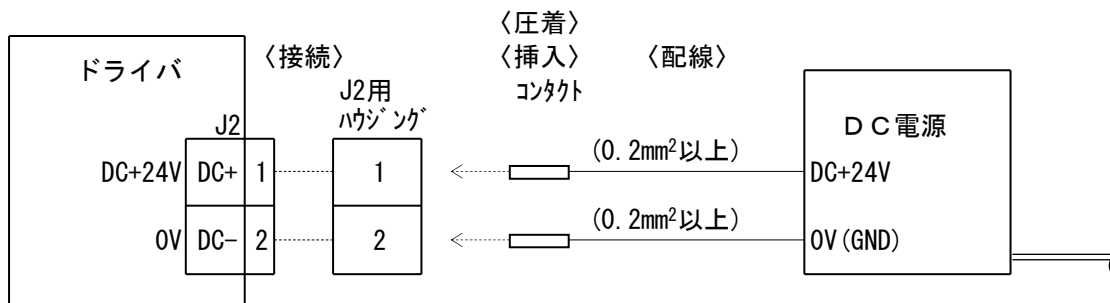 〈圧着〉
ドライバ
〈接続〉
〈挿入〉
〈配線〉
コンタクト
J2用
ハウジング
J2
DC電源
(0.2mm²以上)
DC+24V
DC+
1
1
DC+24V
(0.2mm²以上)
0V
DC-
2
2
0V(GND)